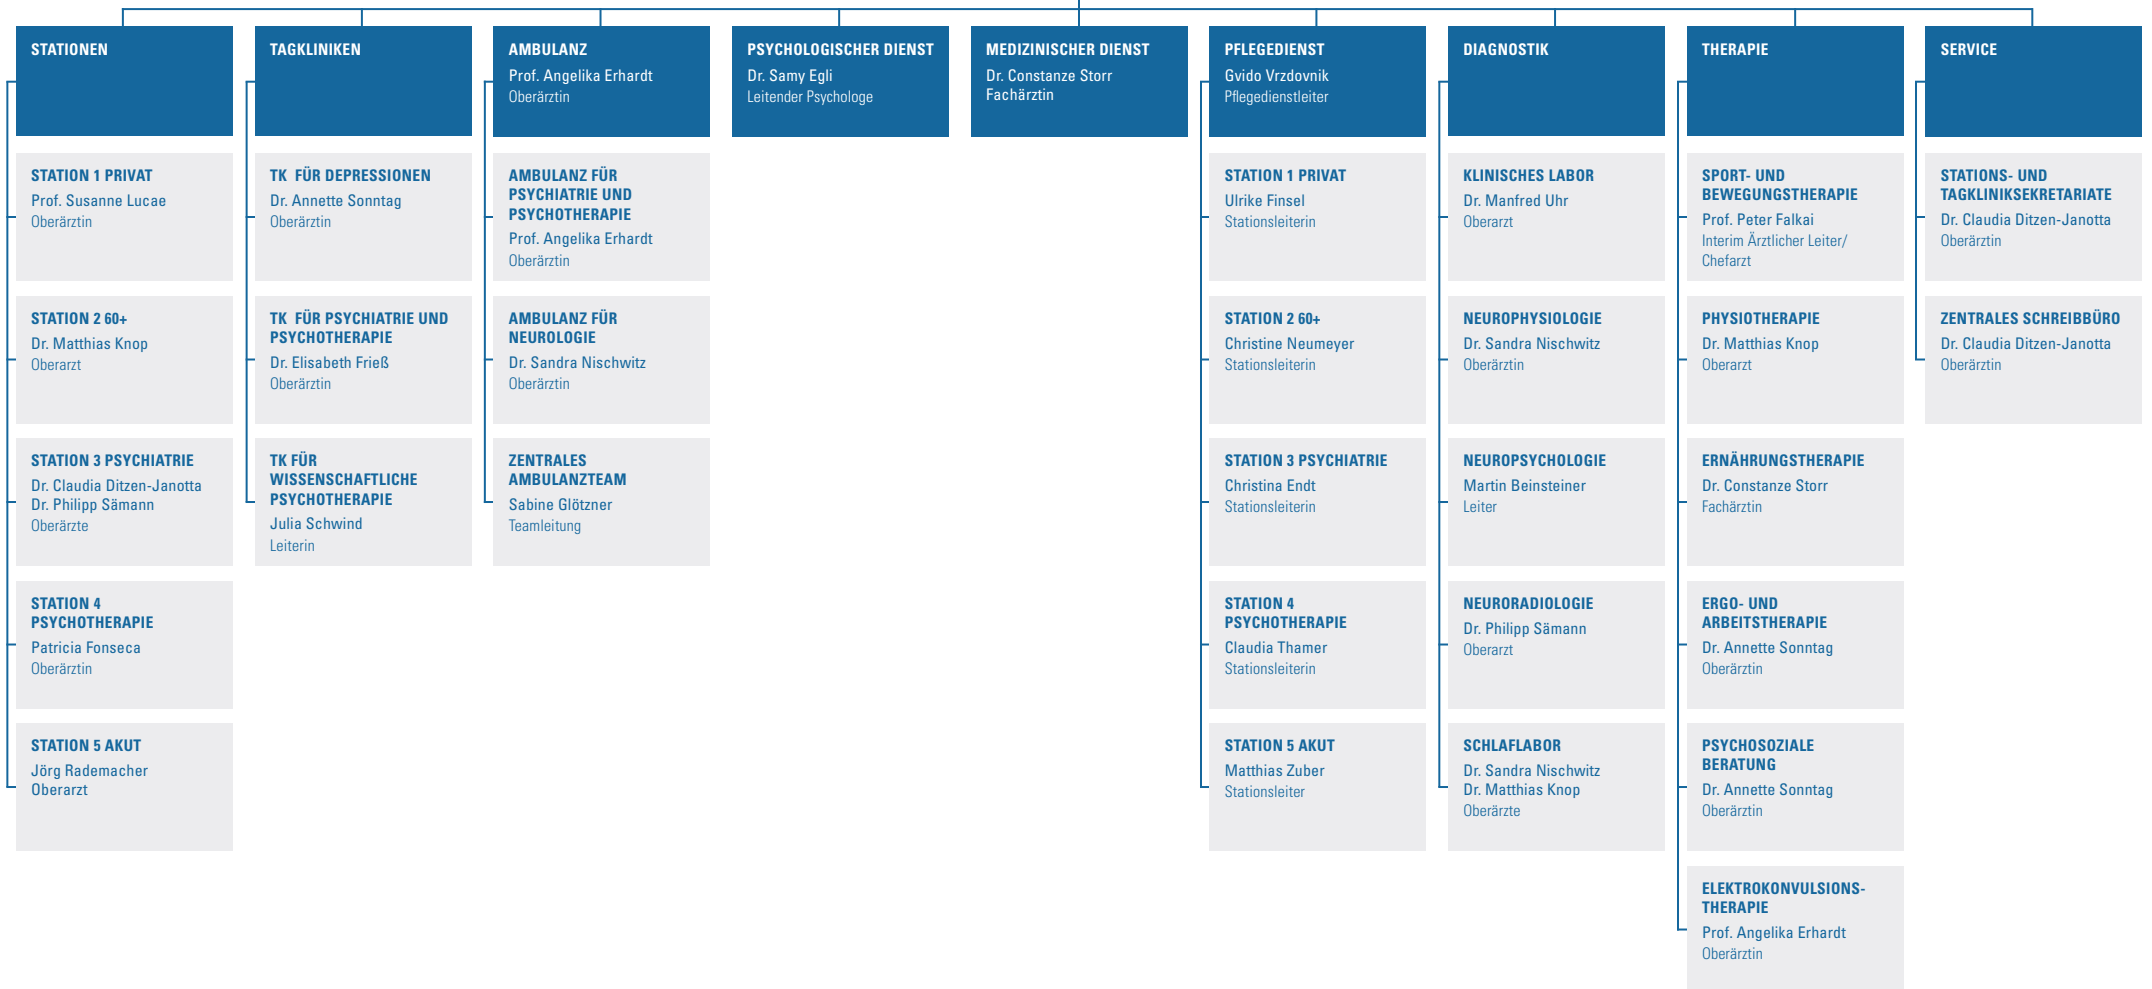 STATIONEN
STATION 1 PRIVAT
Prof. Susanne Lucae
Oberärztin
STATION 2 60+
Dr. Matthias Knop
Oberarzt
STATION 3 PSYCHIATRIE
Dr. Claudia Ditzen-Janotta
Dr. Philipp Sämann
Oberärzte
STATION 4
PSYCHOTHERAPIE
Patricia Fonseca
Oberärztin
STATION 5 AKUT
Jörg Rademacher
Oberarzt
TAGKLINIKEN
TK FÜR DEPRESSIONEN
Dr. Annette Sonntag
Oberärztin
TK FÜR PSYCHIATRIE UND
PSYCHOTHERAPIE
Dr. Elisabeth Frieß
Oberärztin
TK FÜR
WISSENSCHAFTLICHE
PSYCHOTHERAPIE
Julia Schwind
Leiterin
AMBULANZ
Prof. Angelika Erhardt
Oberärztin
AMBULANZ FÜR
PSYCHIATRIE UND
PSYCHOTHERAPIE
Prof. Angelika Erhardt
Oberärztin
AMBULANZ FÜR
NEUROLOGIE
Dr. Sandra Nischwitz
Oberärztin
ZENTRALES
AMBULANZTEAM
Sabine Glötzner
Teamleitung
PSYCHOLOGISCHER DIENST
Dr. Samy Egli
Leitender Psychologe
MEDIZINISCHER DIENST
Dr. Constanze Storr
Fachärztin
PFLEGEDIENST
Gvido Vrzdovnik
Pflegedienstleiter
STATION 1 PRIVAT
Ulrike Finsel
Stationsleiterin
STATION 2 60+
Christine Neumeyer
Stationsleiterin
STATION 3 PSYCHIATRIE
Christina Endt
Stationsleiterin
STATION 4
PSYCHOTHERAPIE
Claudia Thamer
Stationsleiterin
STATION 5 AKUT
Matthias Zuber
Stationsleiter
DIAGNOSTIK
KLINISCHES LABOR
Dr. Manfred Uhr
Oberarzt
NEUROPHYSIOLOGIE
Dr. Sandra Nischwitz
Oberärztin
NEUROPSYCHOLOGIE
Martin Beinsteiner
Leiter
NEURORADIOLOGIE
Dr. Philipp Sämann
Oberarzt
SCHLAFLABOR
Dr. Sandra Nischwitz
Dr. Matthias Knop
Oberärzte
THERAPIE
SPORT- UND
BEWEGUNGSTHERAPIE
Prof. Peter Falkai
Interim Ärztlicher Leiter/
Chefarzt
PHYSIOTHERAPIE
Dr. Matthias Knop
Oberarzt
ERNÄHRUNGSTHERAPIE
Dr. Constanze Storr
Fachärztin
ERGO- UND
ARBEITSTHERAPIE
Dr. Annette Sonntag
Oberärztin
PSYCHOSOZIALE
BERATUNG
Dr. Annette Sonntag
Oberärztin
ELEKTROKONVULSIONS-
THERAPIE
Prof. Angelika Erhardt
Oberärztin
SERVICE
STATIONS- UND
TAGKLINIKSEKRETARIATE
Dr. Claudia Ditzen-Janotta
Oberärztin
ZENTRALES SCHREIBBÜRO
Dr. Claudia Ditzen-Janotta
Oberärztin